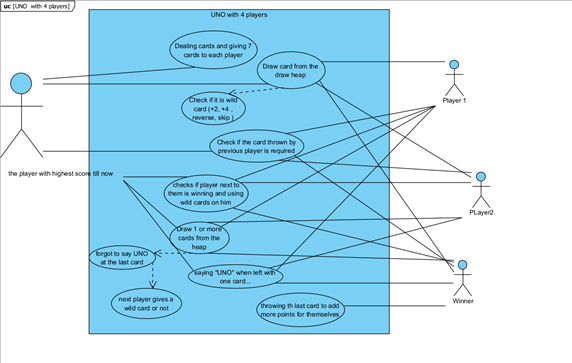 uc [UNO with 4 players]
UNO with 4 players
Dealing cards and giving 7
cards to each player
Draw card from the
draw heap
Check if it is wild
card (+2, +4 ,
reverse, skip )
Player 1
Check if the card thrown by
previous player is required
the player with highest score till now
checks if player next to
them is winning and using
wild cards on him
PLayer2
Draw 1 or more
cards from the
heap
forgot to say UNO
at the last card
saying "UNO" when left with
one card...
Winner
next player gives a
wild card or not
throwing th last card to add
more points for themselves